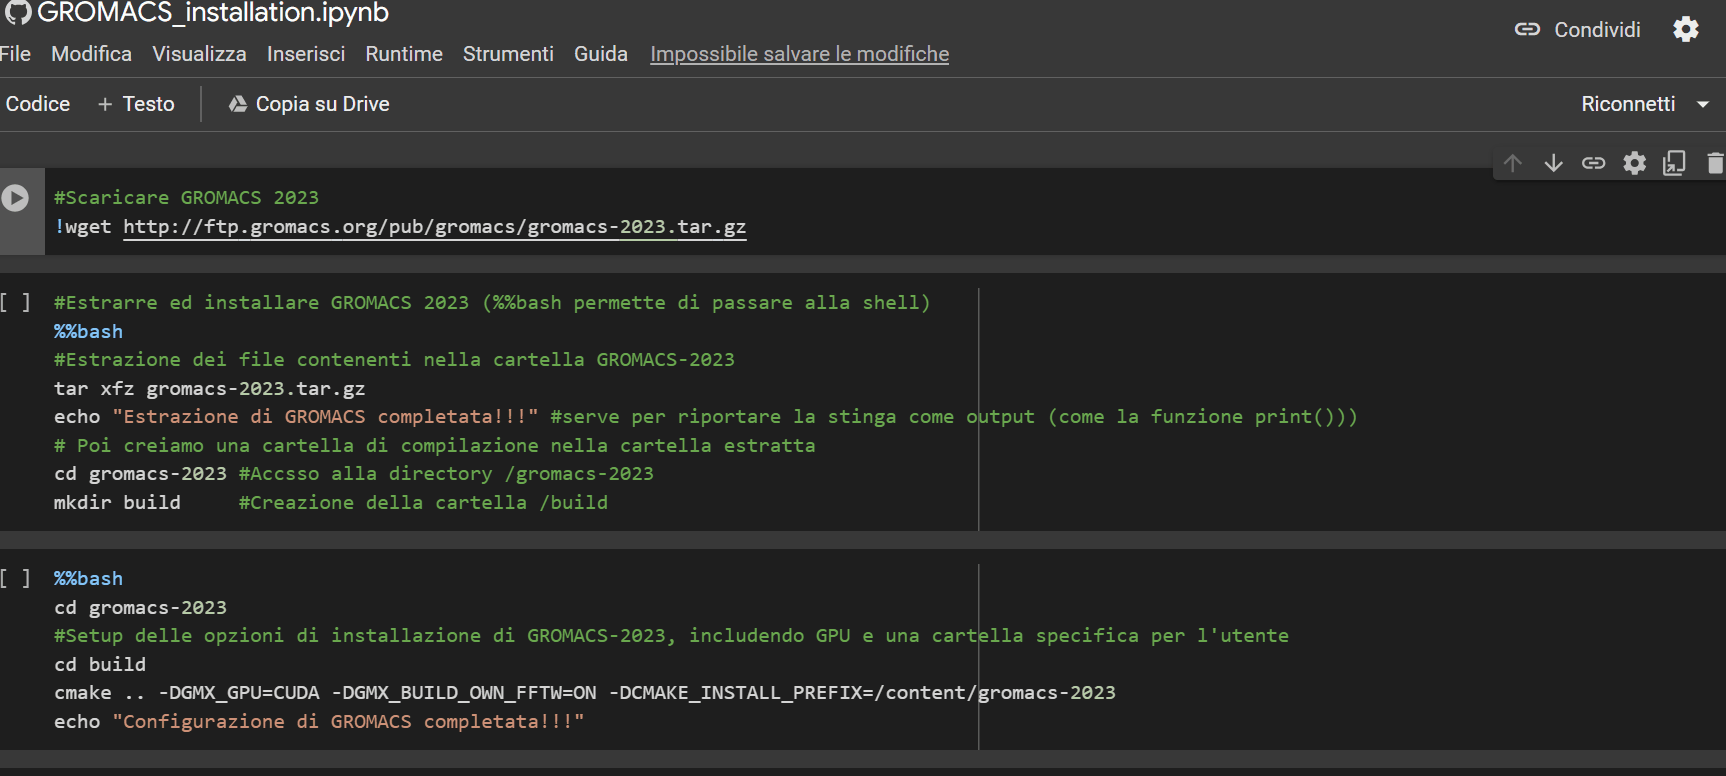 GROMACS_installation.ipynb
File Modifica Visualizza Inserisci Runtime Strumenti Guida Impossibile salvare le modifiche
Condividi
Codice + Testo Copia su Drive
Riconnetti
#Scaricare GROMACS 2023
!wget http://ftp.gromacs.org/pub/gromacs/gromacs-2023.tar.gz
[ ] #Estrarre ed installare GROMACS 2023 (%%bash permette di passare alla shell)
%%bash
#Estrazione dei file contenenti nella cartella GROMACS-2023
tar xfz gromacs-2023.tar.gz
echo "Estrazione di GROMACS completata!!!" #serve per riportare la stinga come output (come la funzione print()))
# Poi creiamo una cartella di compilazione nella cartella estratta
cd gromacs-2023 #Accsso alla directory /gromacs-2023
mkdir build     #Creazione della cartella /build
[ ] %%bash
cd gromacs-2023
#Setup delle opzioni di installazione di GROMACS-2023, includendo GPU e una cartella specifica per l'utente
cd build
cmake .. -DGMX_GPU=CUDA -DGMX_BUILD_OWN_FFTW=ON -DCMAKE_INSTALL_PREFIX=/content/gromacs-2023
echo "Configurazione di GROMACS completata!!!"